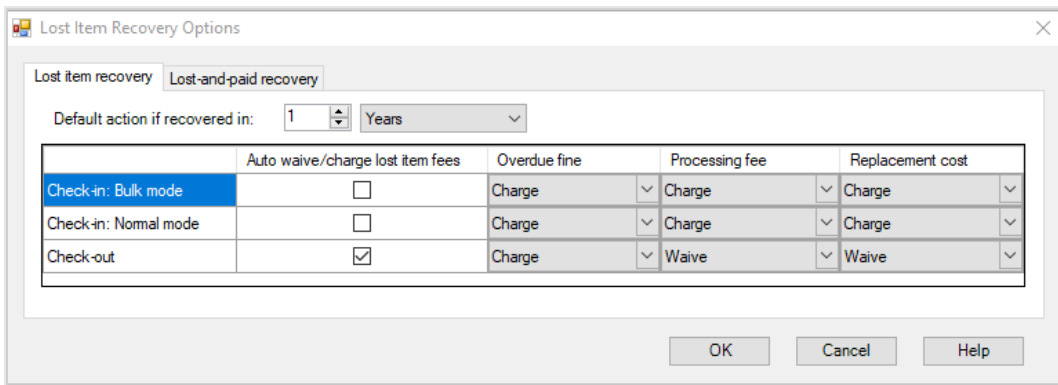 Lost Item Recovery Options
Lost item recovery Lost-and-paid recovery
Default action if recovered in: 1 Years
Auto waive/charge lost item fees Overdue fine Processing fee Replacement cost
Check-in: Bulk mode Charge Charge Charge
Check-in: Normal mode Charge Charge Charge
Check-out Charge Waive Waive
OK Cancel Help